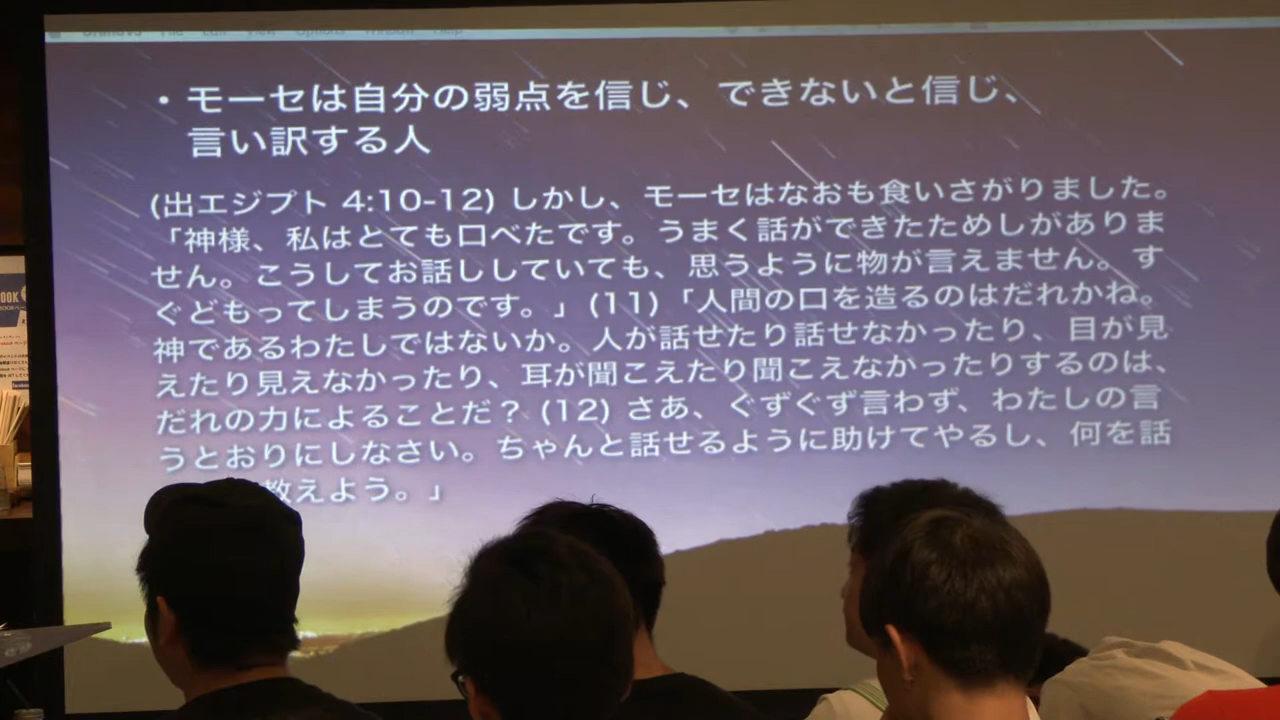 ・モーセは自分の弱点を信じ、できないと信じ、
言い訳する人
(出エジプト 4:10-12) しかし、モーセはなおも食いさがりました。
「神様、私はとても口べたです。うまく話ができたためしがありま
せん。こうしてお話ししていても、思うように物が言えません。す
ぐどもってしまうのです。」 (11) 「人間の口を造るのはだれかね。
神であるわたしではないか。人が話せたり話せなかったり、目が見
えたり見えなかったり、耳が聞こえたり聞こえなかったりするのは、
だれの力によることだ？ (12) さあ、ぐずぐず言わず、わたしの言
うとおりにしなさい。ちゃんと話せるように助けてやるし、何を話
教えよう。」